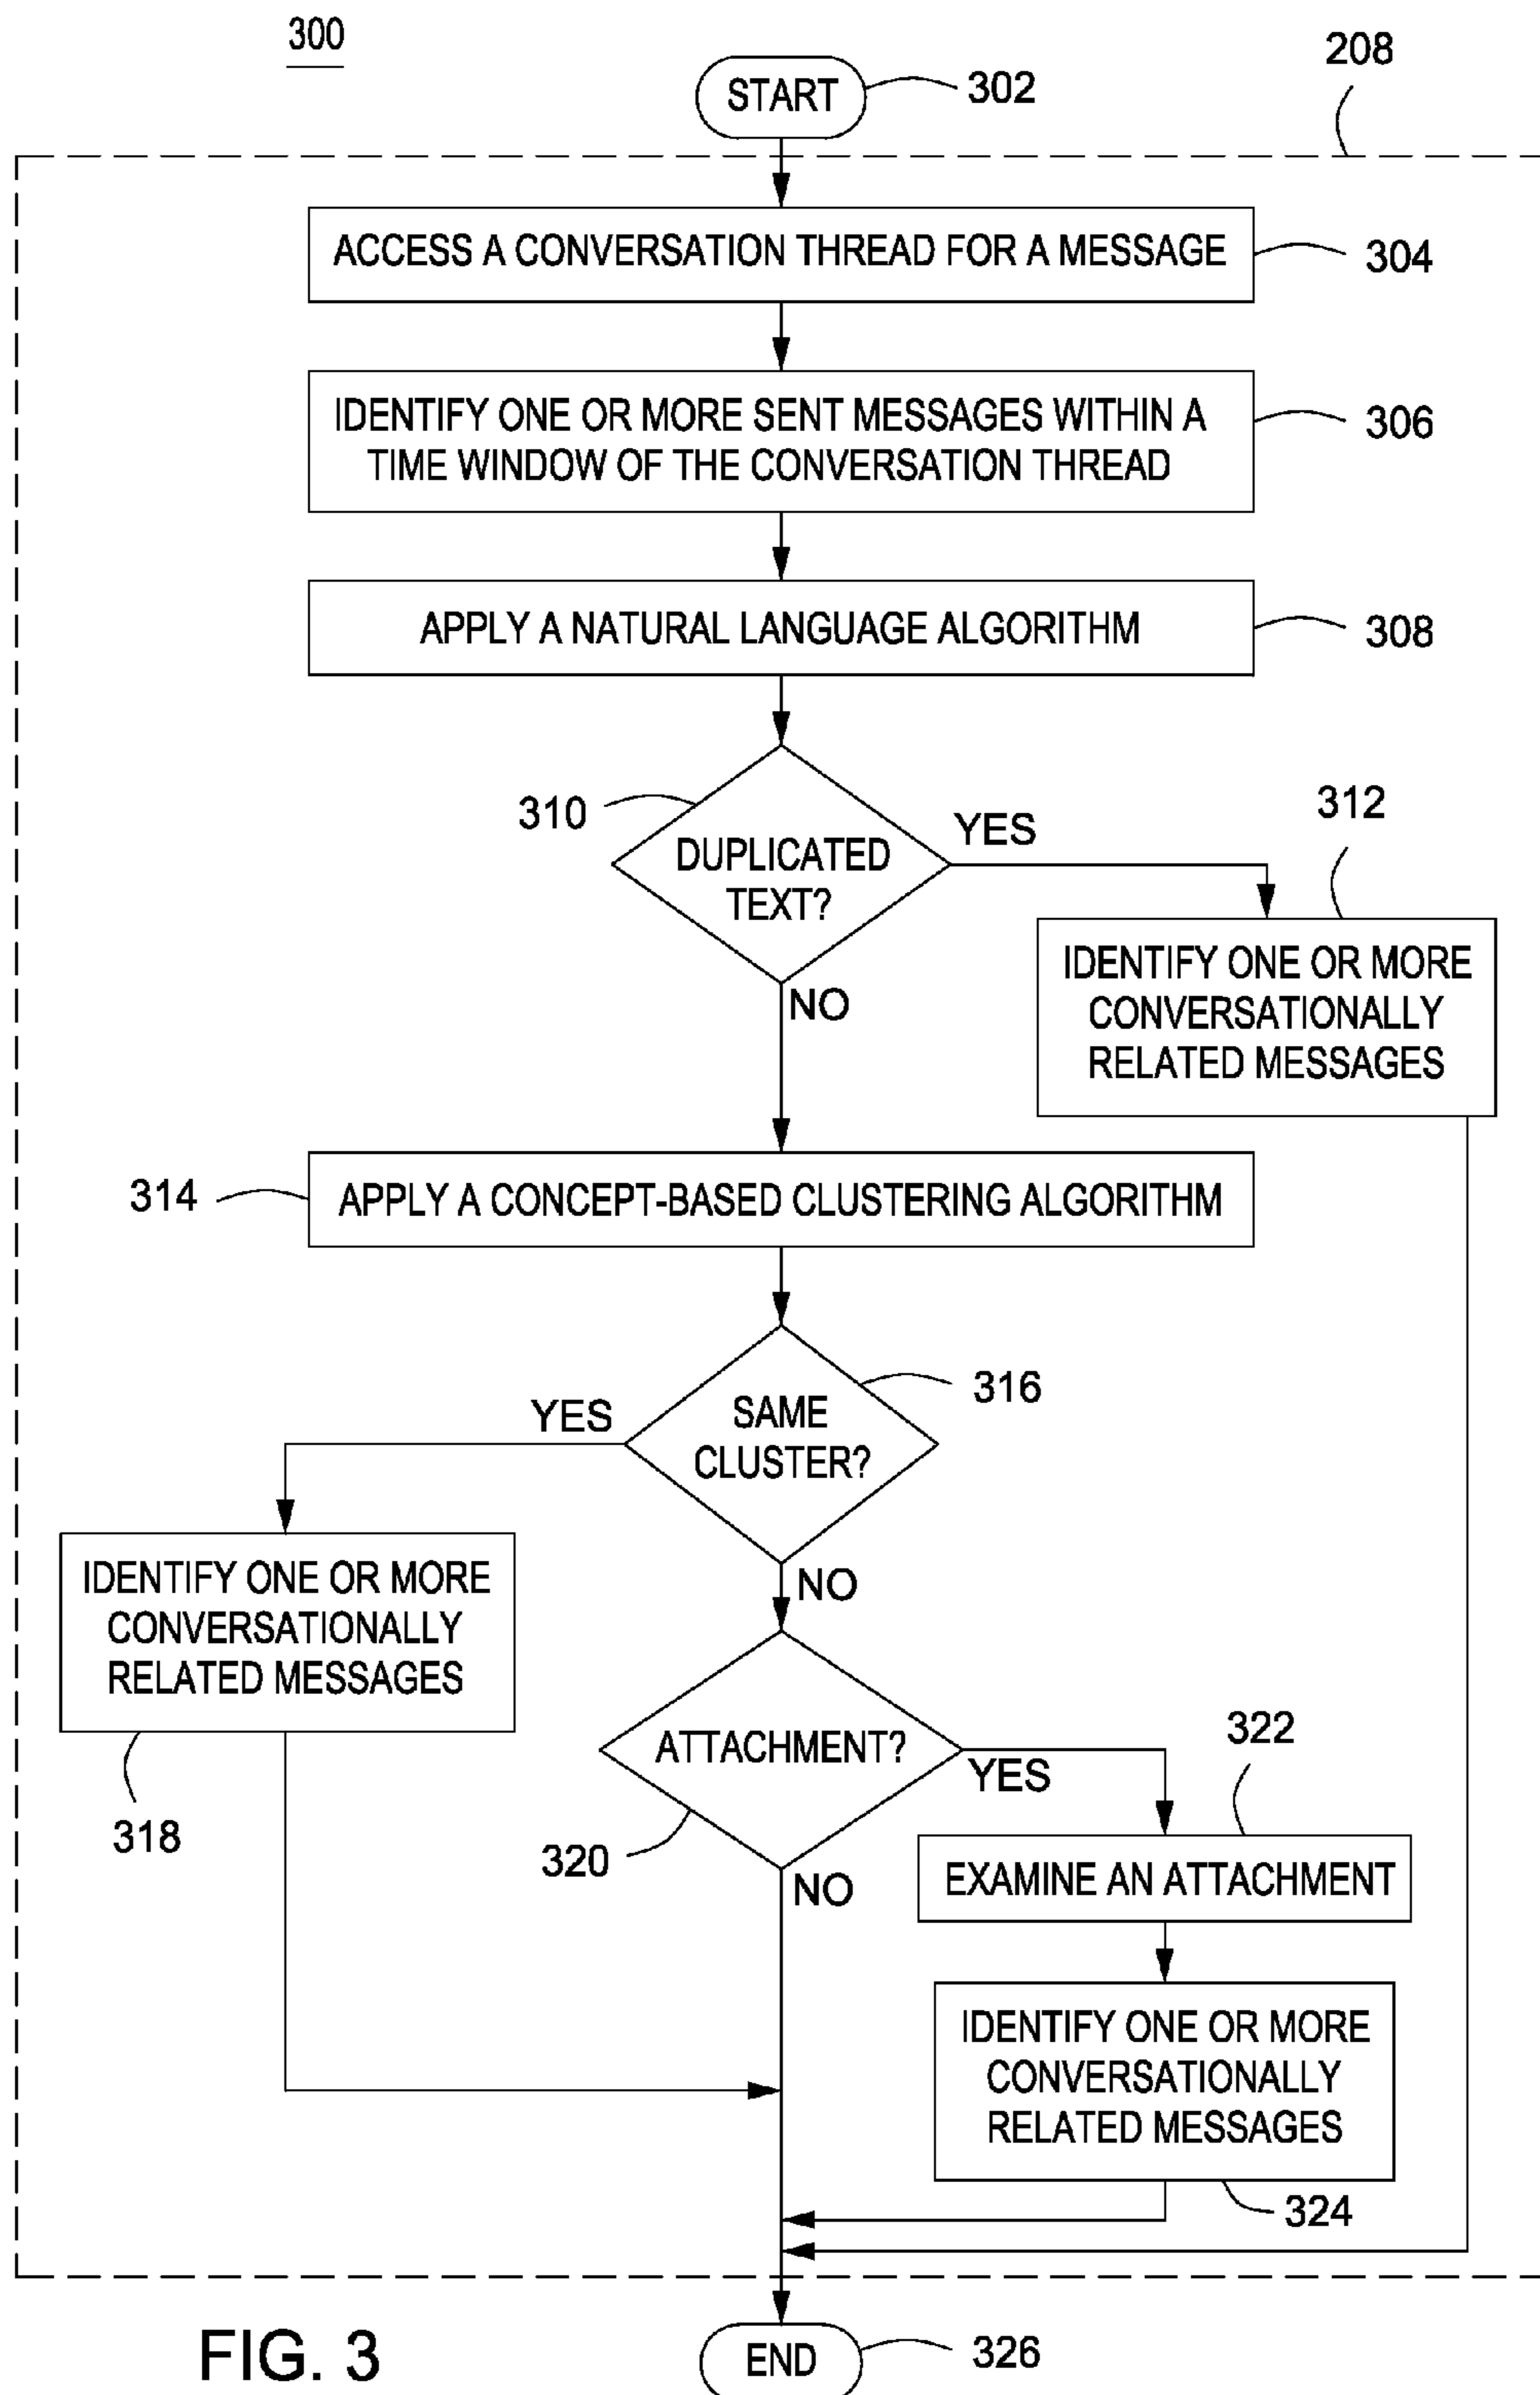 300
208
START
302
ACCESS A CONVERSATION THREAD FOR A MESSAGE
304
IDENTIFY ONE OR MORE SENT MESSAGES WITHIN A
TIME WINDOW OF THE CONVERSATION THREAD
306
APPLY A NATURAL LANGUAGE ALGORITHM
308
310
DUPLICATED
TEXT?
YES
NO
312
IDENTIFY ONE OR MORE
CONVERSATIONALLY
RELATED MESSAGES
314
APPLY A CONCEPT-BASED CLUSTERING ALGORITHM
316
SAME
CLUSTER?
YES
NO
IDENTIFY ONE OR MORE
CONVERSATIONALLY
RELATED MESSAGES
318
ATTACHMENT?
320
YES
NO
322
EXAMINE AN ATTACHMENT
IDENTIFY ONE OR MORE
CONVERSATIONALLY
RELATED MESSAGES
324
END
326
FIG. 3